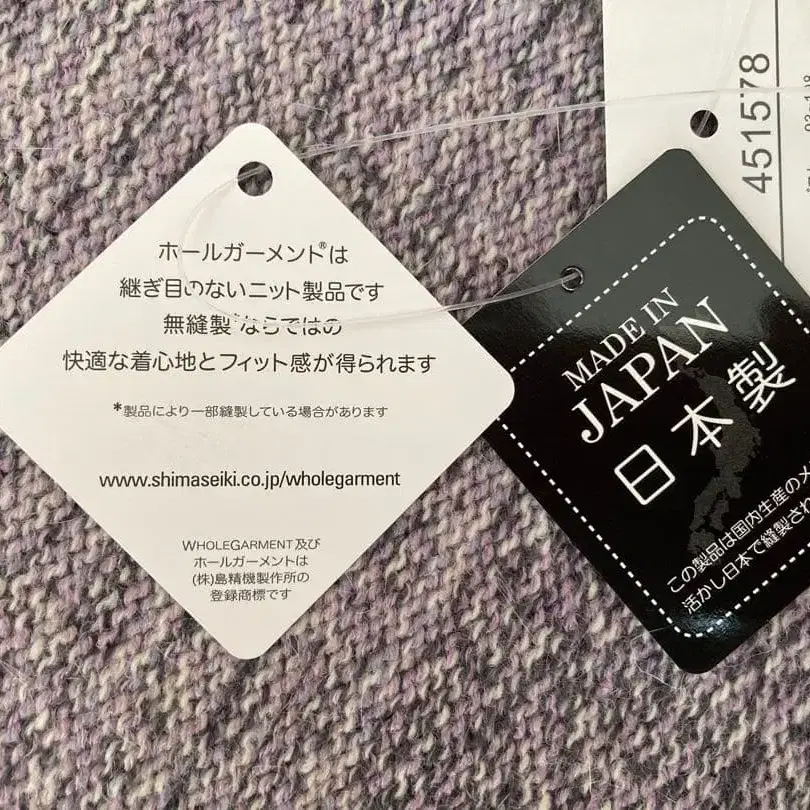 ホールガーメント®は
継ぎ目のないニット製品です
無縫製*ならではの
快適な着心地とフィット感が得られます
*製品により一部縫製している場合があります
www.shimaseiki.co.jp/wholegarment
WHOLEGARMENT及び
ホールガーメントは
(株)島精機製作所の
登録商標です
MADE IN
JAPAN
日本製
この製品は国内生産のメ
活かし日本で縫製され
451578